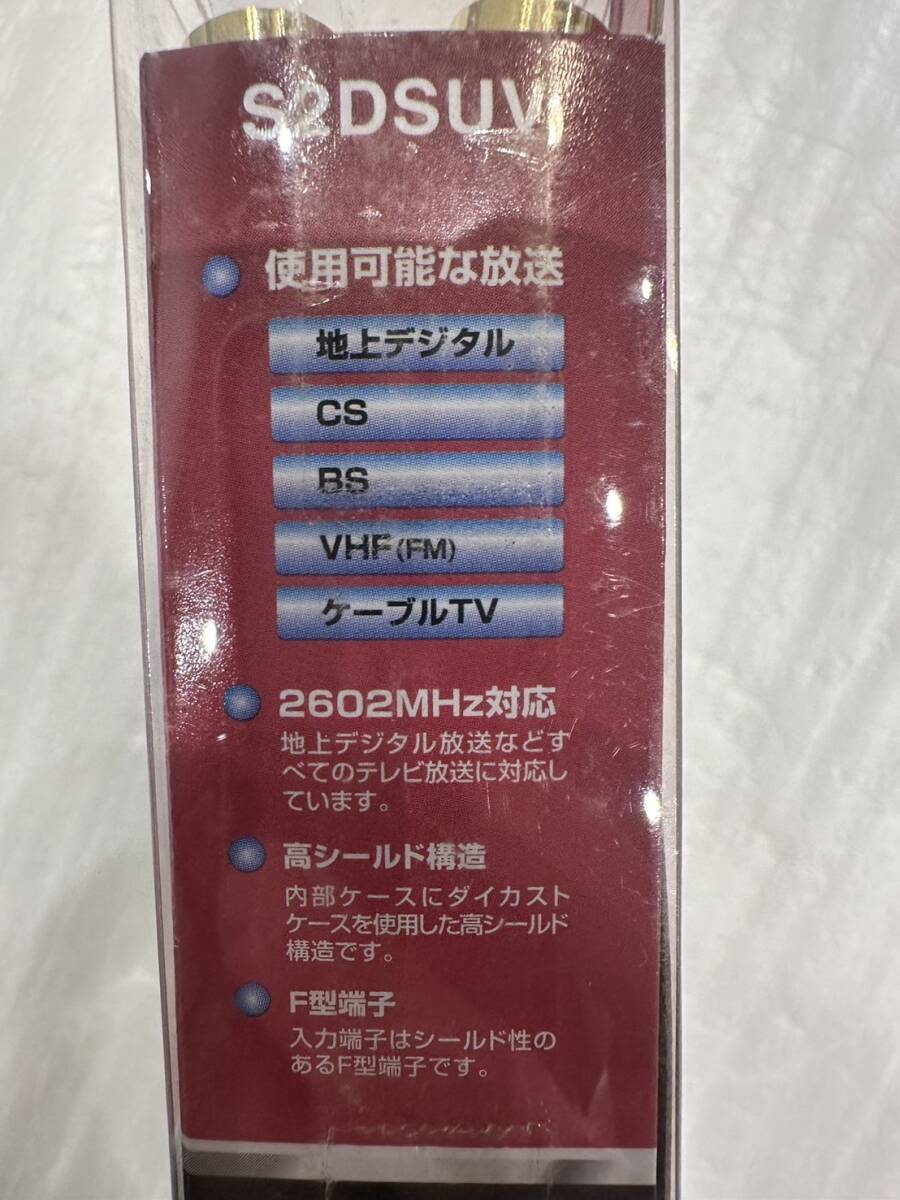 S2DSUV
使用可能な放送
地上デジタル
CS
BS
VHF(FM)
ケーブルTV
2602MHz対応
地上デジタル放送などす
べてのテレビ放送に対応し
ています。
高シールド構造
内部ケースにダイカスト
ケースを使用した高シールド
構造です。
F型端子
入力端子はシールド性の
あるF型端子です。